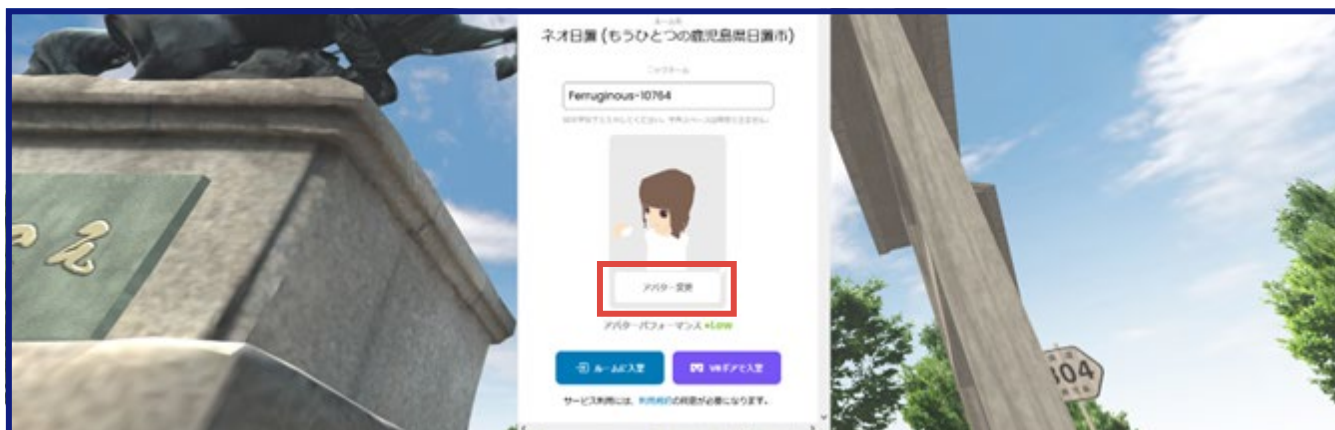 ルーム名
ネオ日置 (もうひとつの鹿児島県日置市)
ニックネーム
Ferruginous-10764
アバター変更
アバターパフォーマンス •LOW
ルームに入室
VRモードで入室
サービス利用には、利用規約の同意が必要になります。
304